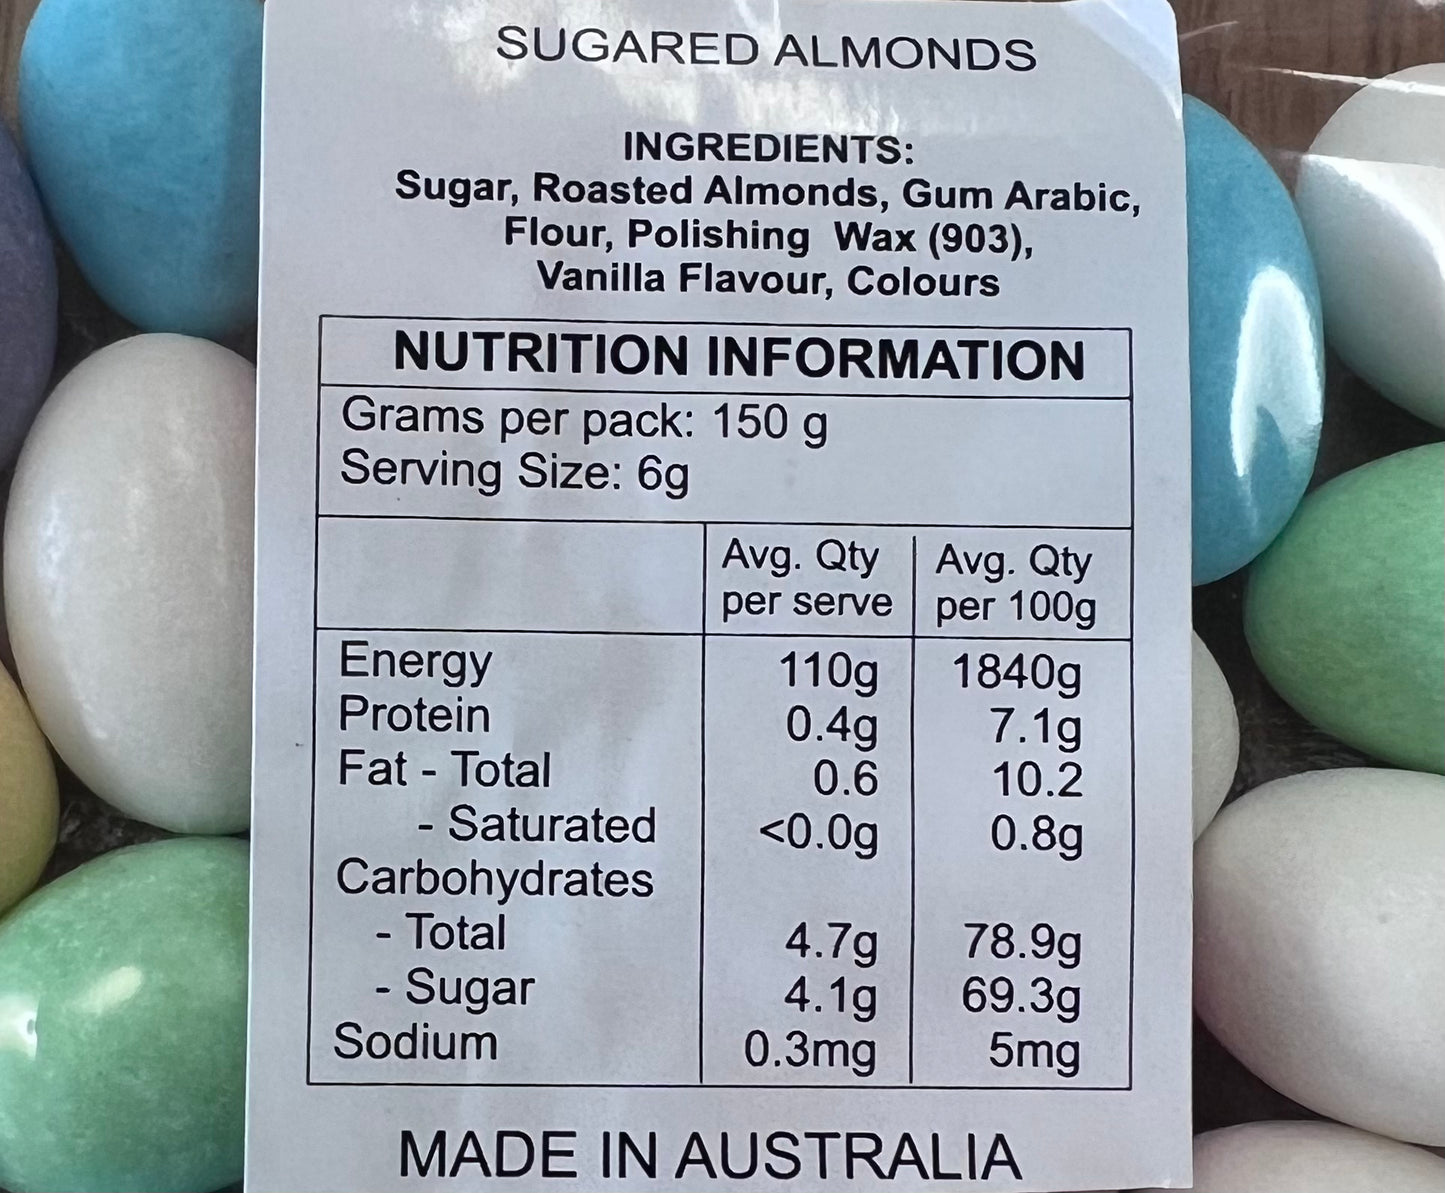 SUGARED ALMONDS
INGREDIENTS:
Sugar, Roasted Almonds, Gum Arabic,
Flour, Polishing Wax (903),
Vanilla Flavour, Colours
NUTRITION INFORMATION
Grams per pack: 150 g
Serving Size: 6g
Avg. Qty per serve Avg. Qty per 100g
Energy 110g 1840g
Protein 0.4g 7.1g
Fat - Total 0.6 10.2
- Saturated <0.0g 0.8g
Carbohydrates
- Total 4.7g 78.9g
- Sugar 4.1g 69.3g
Sodium 0.3mg 5mg
MADE IN AUSTRALIA